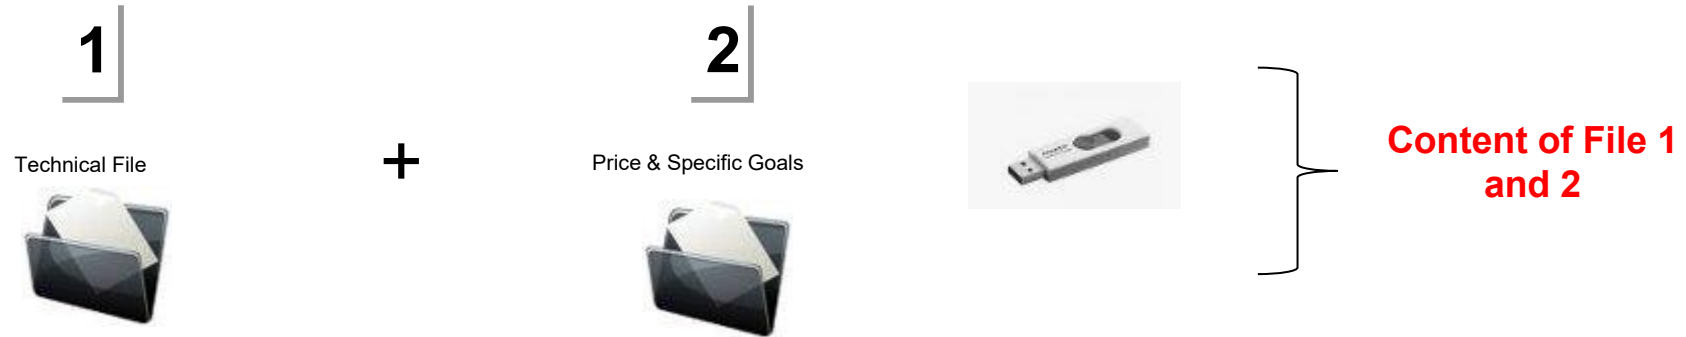 1
2
Technical File
+
Price & Specific Goals
Content of File 1
and 2